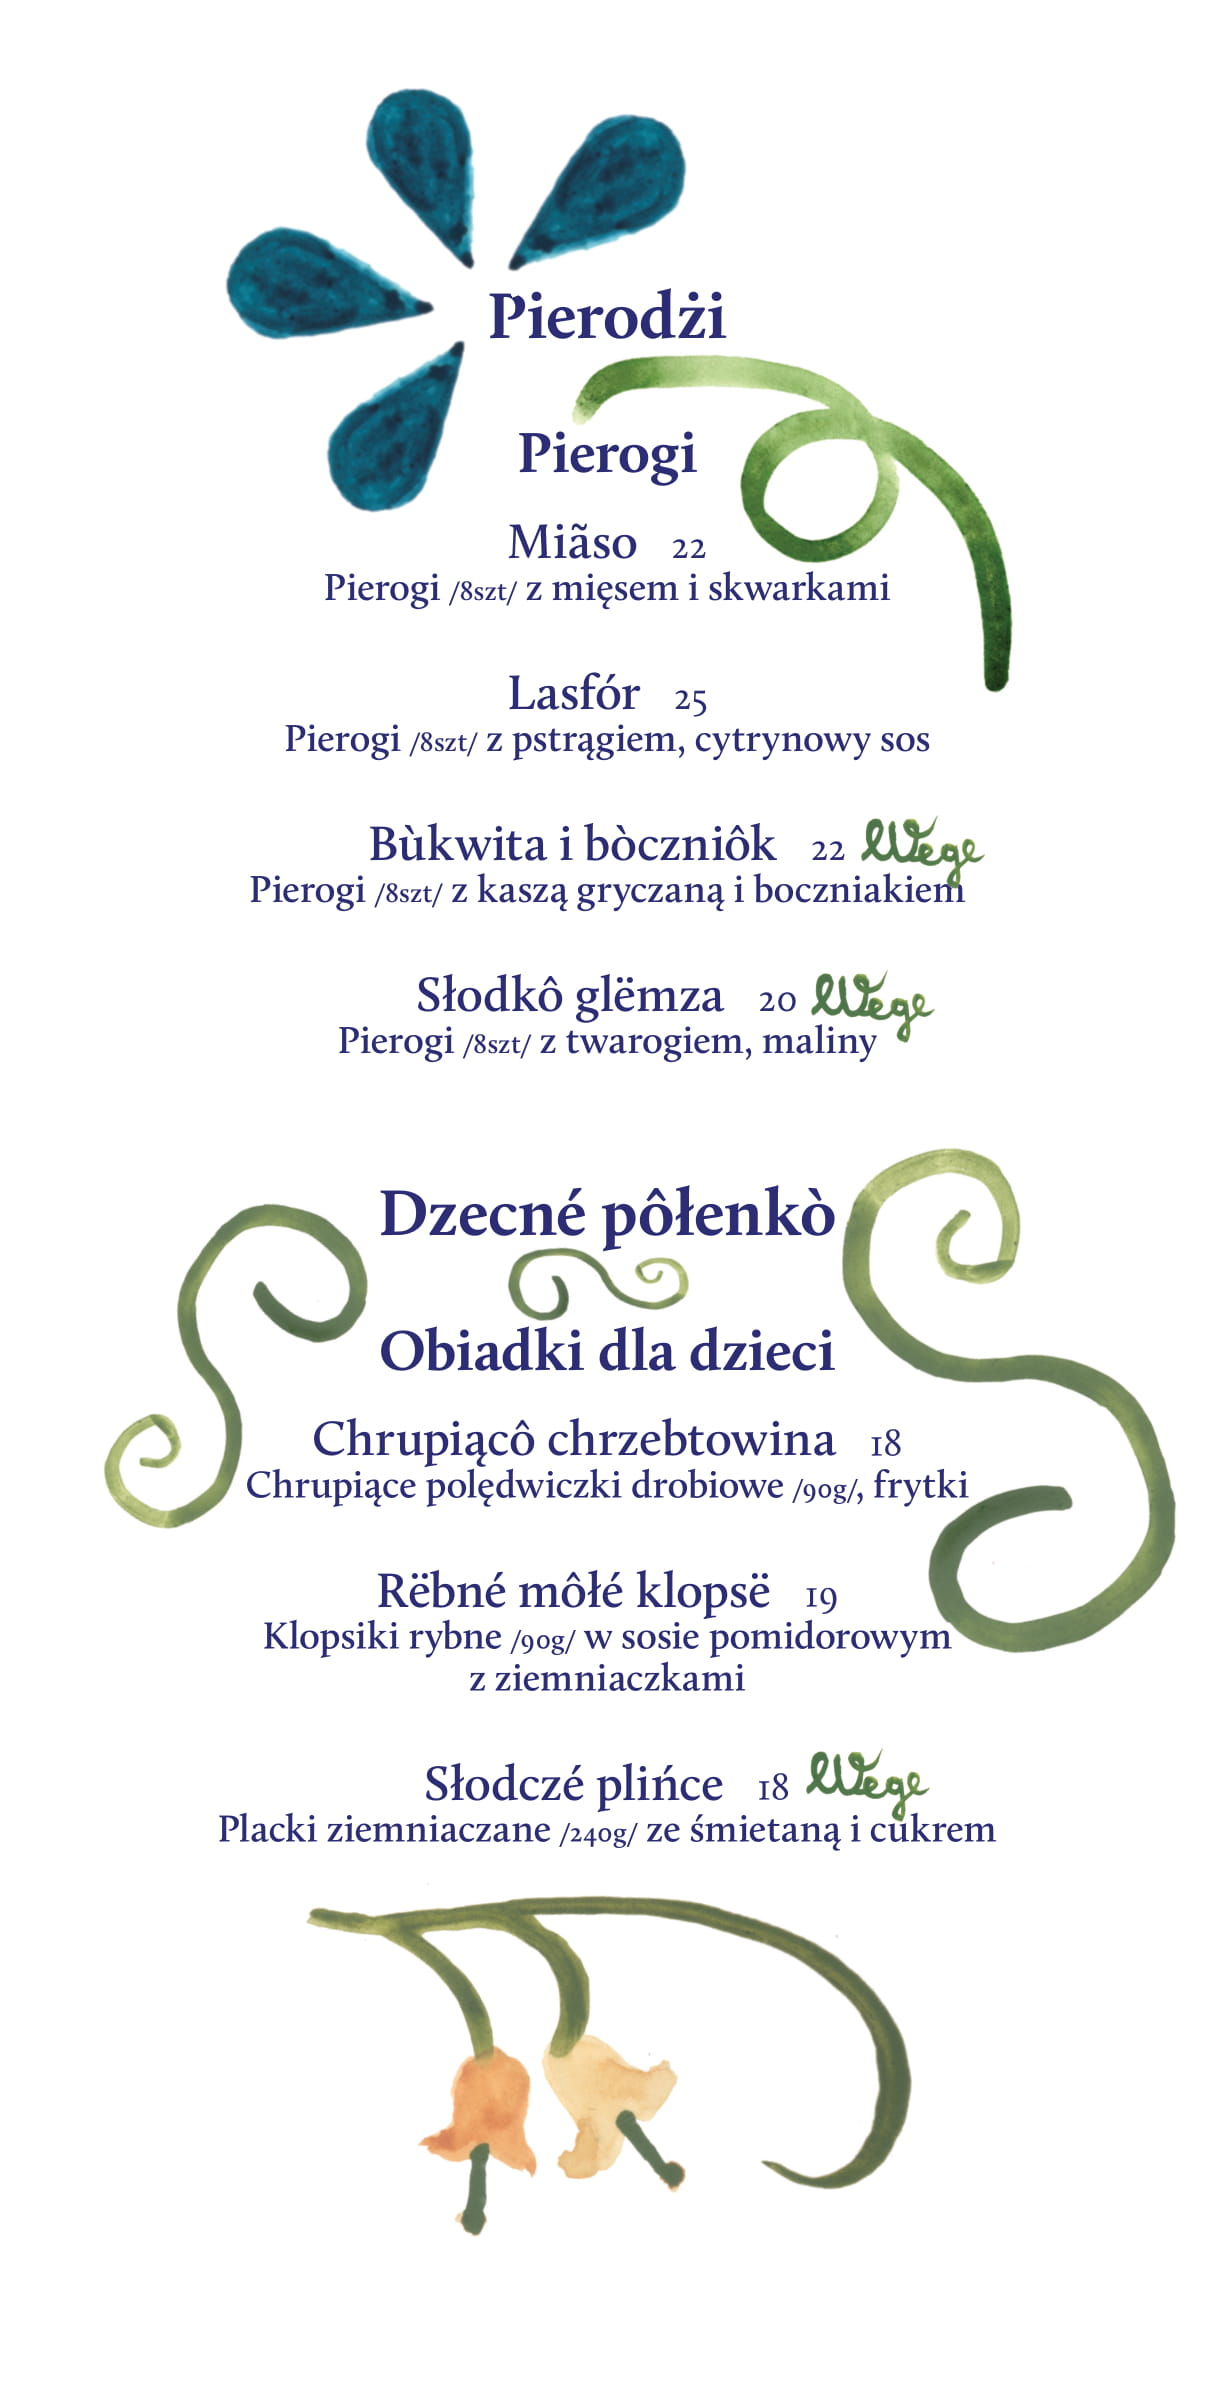 Pierodżi
Pierogi
Miãso 22
Pierogi /8szt/ z mięsem i skwarkami
Lasfór 25
Pierogi /8szt/ z pstrągiem, cytrynowy sos
Bùkwita i bòczniôk 22 Wege
Pierogi /8szt/ z kaszą gryczaną i boczniakiem
Słodkô glëmza 20 Wege
Pierogi /8szt/ z twarogiem, maliny
Dzecné pôłenkò
Obiadki dla dzieci
Chrupiącô chrzebtowina 18
Chrupiące polędwiczki drobiowe /90g/, frytki
Rëbné môłé klopsë 19
Klopsiki rybne /90g/ w sosie pomidorowym
z ziemniaczkami
Słodczé plińce 18 Wege
Placki ziemniaczane /240g/ ze śmietaną i cukrem